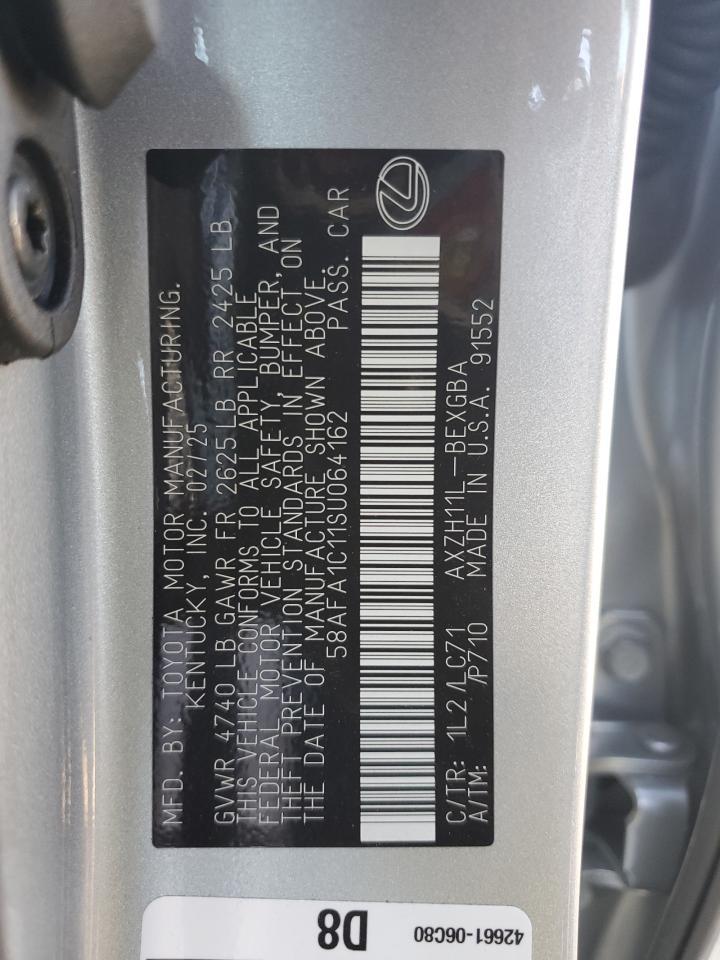 MFD. BY: TOYOTA MOTOR MANUFACTURING.
KENTUCKY, INC. 02/25
GVWR 4740 LB GAWR FR 2625 LB RR 2425 LB
THIS VEHICLE CONFORMS TO ALL APPLICABLE
FEDERAL MOTOR VEHICLE SAFETY, BUMPER, AND
THEFT PREVENTION STANDARDS IN EFFECT ON
THE DATE OF MANUFACTURE SHOWN ABOVE.
58AFA1C11SU064162 PASS. CAR
C/TR: 1L2/LCZ1 AXZH11L-BEXGBA
A/TM: /P710 MADE IN U.S.A. 91552
D8
42661-06C80